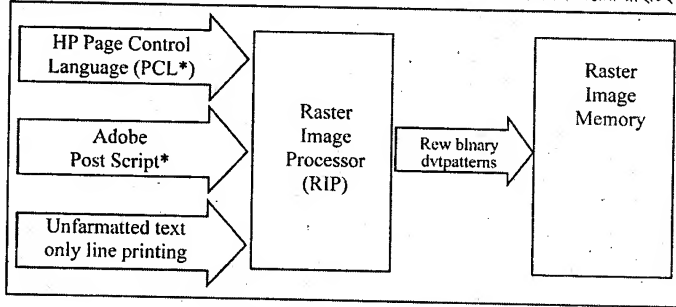 HP Page Control
Language (PCL*)
Adobe
Post Script*
Unfarmatted text
only line printing
Raster
Image
Processor
(RIP)
Rew blnary
dvtpatterns
Raster
Image
Memory